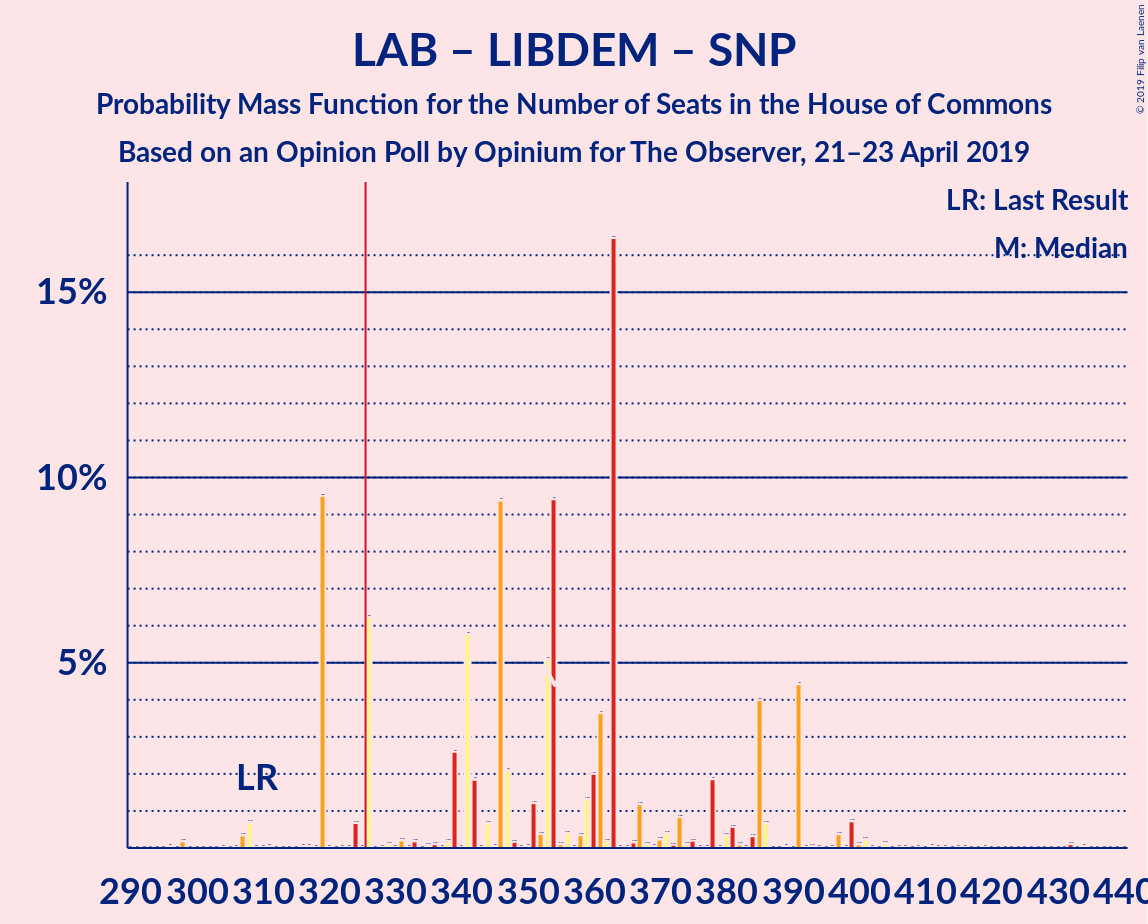 LAB – LIBDEM – SNP
Probability Mass Function for the Number of Seats in the House of Commons
Based on an Opinion Poll by Opinium for The Observer, 21–23 April 2019
© 2019 Filip van Laenen
LR: Last Result
M: Median
15%
10%
5%
LR
290 300 310 320 330 340 350 360 370 380 390 400 410 420 430 440